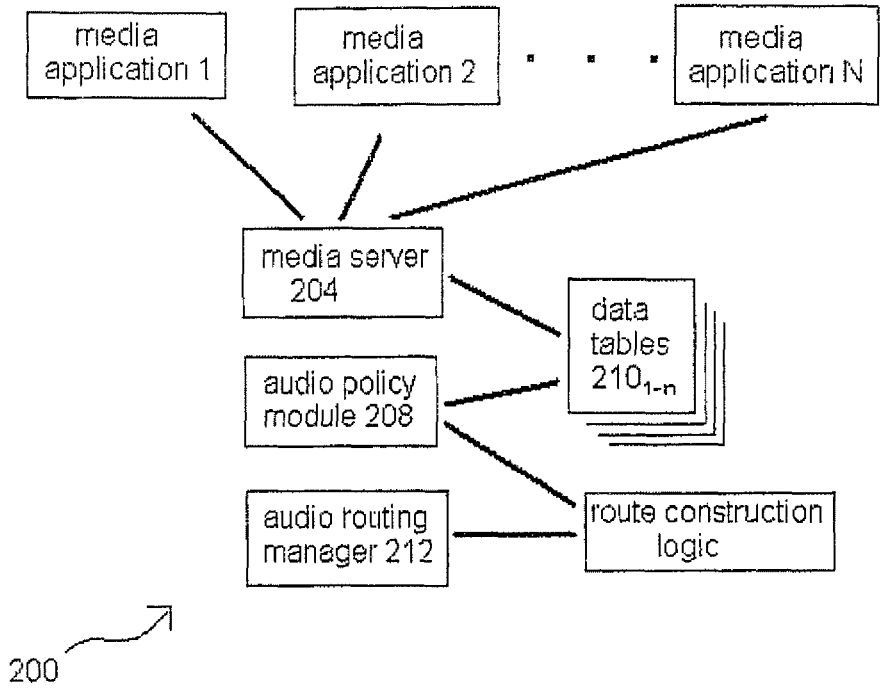 media
application 1
media
application 2
media
application N
media server
204
data
tables
210₁₋ₙ
audio policy
module 208
audio routing
manager 212
route construction
logic
200